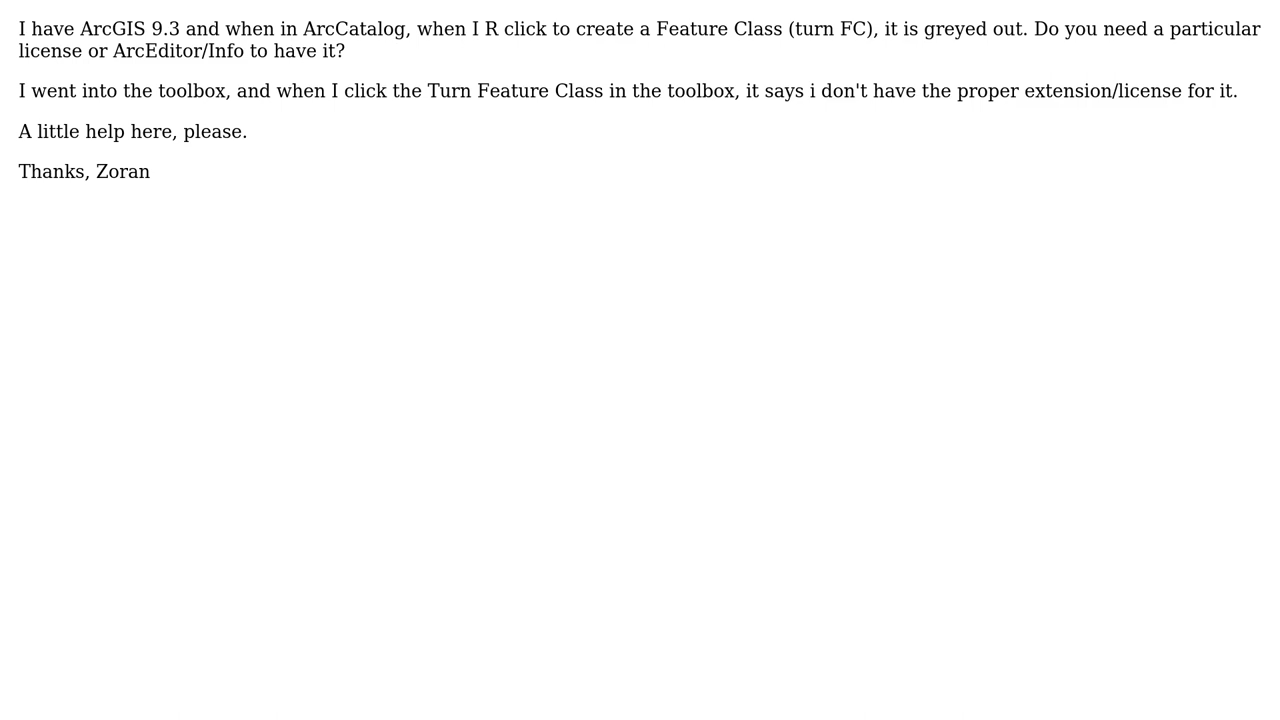 I have ArcGIS 9.3 and when in ArcCatalog, when I R click to create a Feature Class (turn FC), it is greyed out. Do you need a particular
license or ArcEditor/Info to have it?
I went into the toolbox, and when I click the Turn Feature Class in the toolbox, it says i don't have the proper extension/license for it.
A little help here, please.
Thanks, Zoran